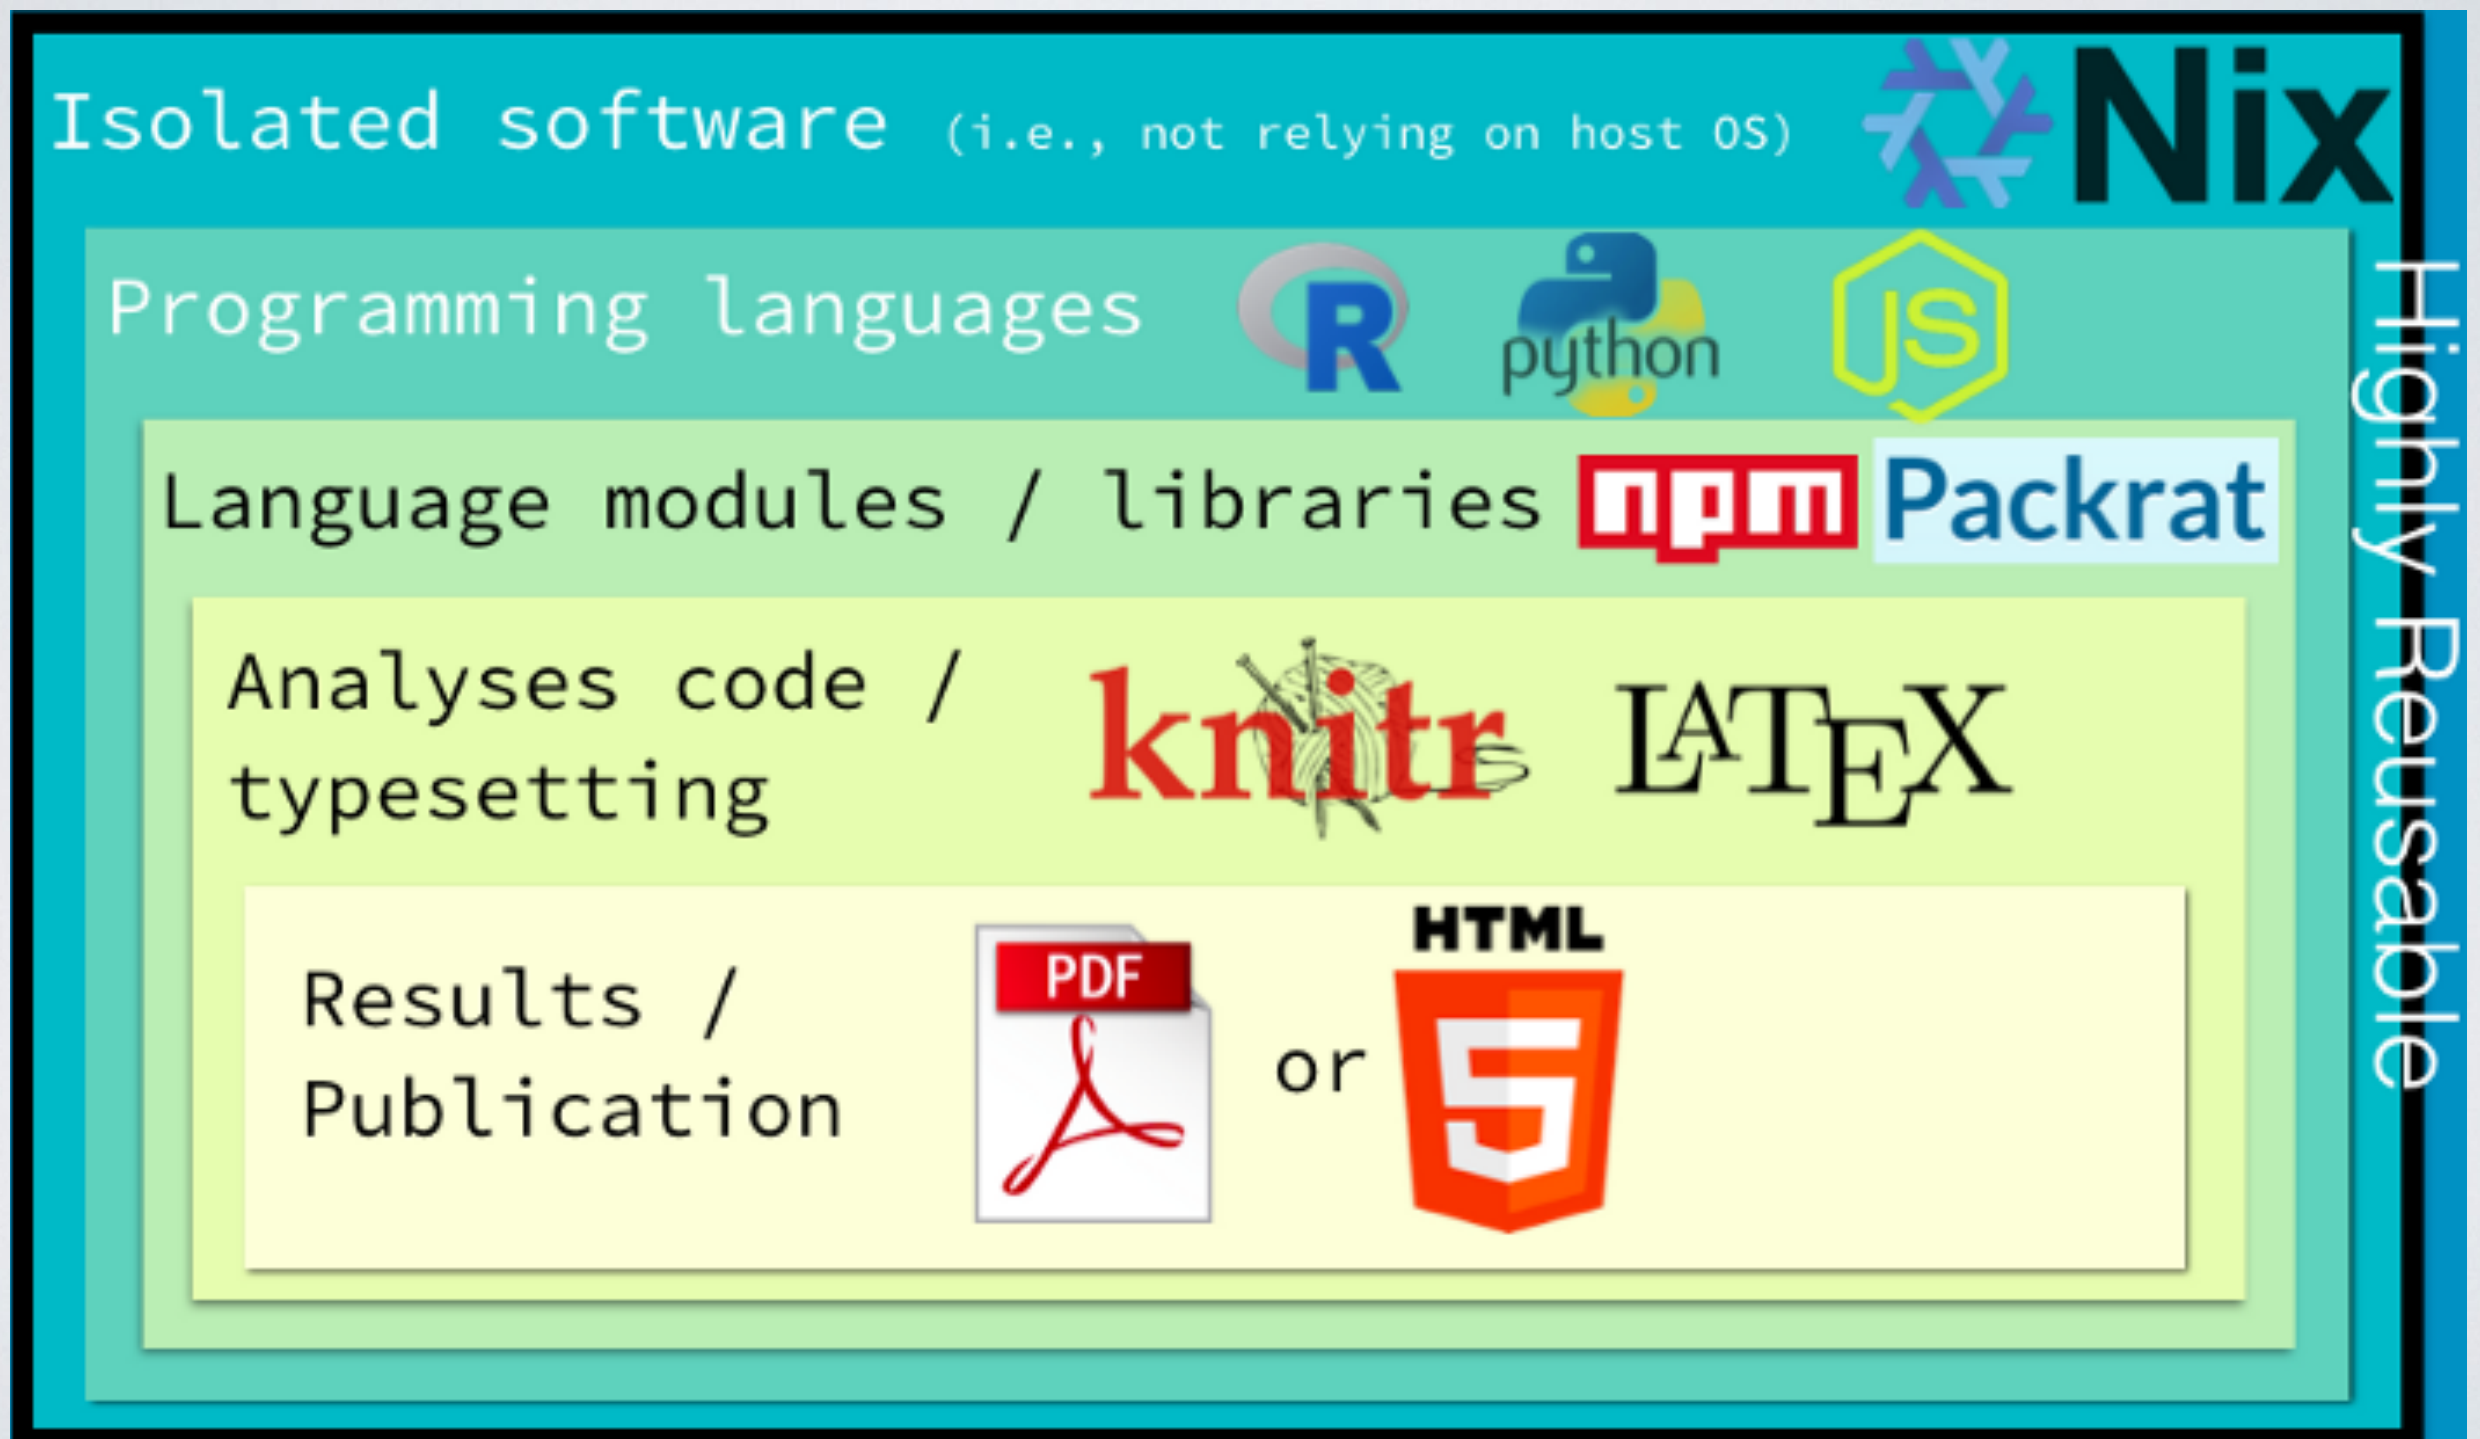 Isolated software (i.e., not relying on host OS)
Nix
Programming languages
R
python
JS
Language modules / libraries
npm
Packrat
Analyses code /
typesetting
knitr
LATEX
Results /
Publication
PDF
or
HTML
5
Highly Reusable